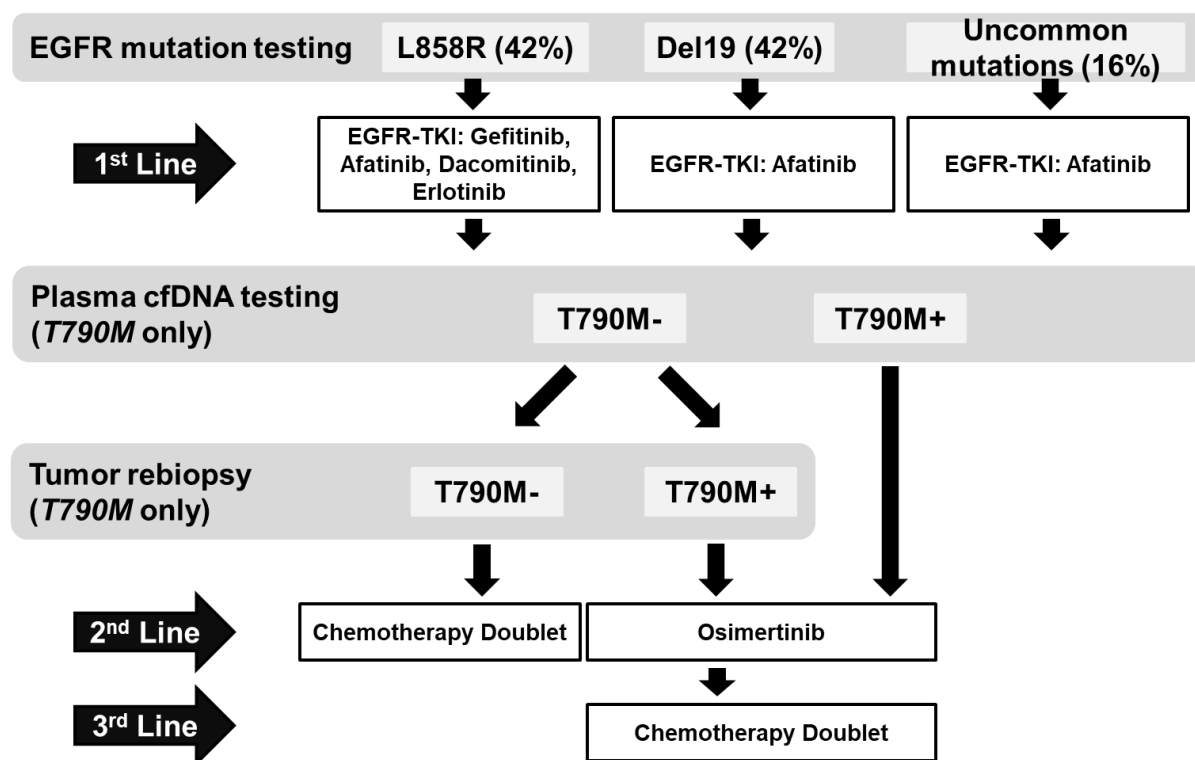 EGFR mutation testing
L858R (42%)
Del19 (42%)
Uncommon
mutations (16%)
1st Line
EGFR-TKI: Gefitinib,
Afatinib, Dacomitinib,
Erlotinib
EGFR-TKI: Afatinib
EGFR-TKI: Afatinib
Plasma cfDNA testing
(T790M only)
T790M-
T790M+
Tumor rebiopsy
(T790M only)
T790M-
T790M+
2nd Line
Chemotherapy Doublet
Osimertinib
3rd Line
Chemotherapy Doublet